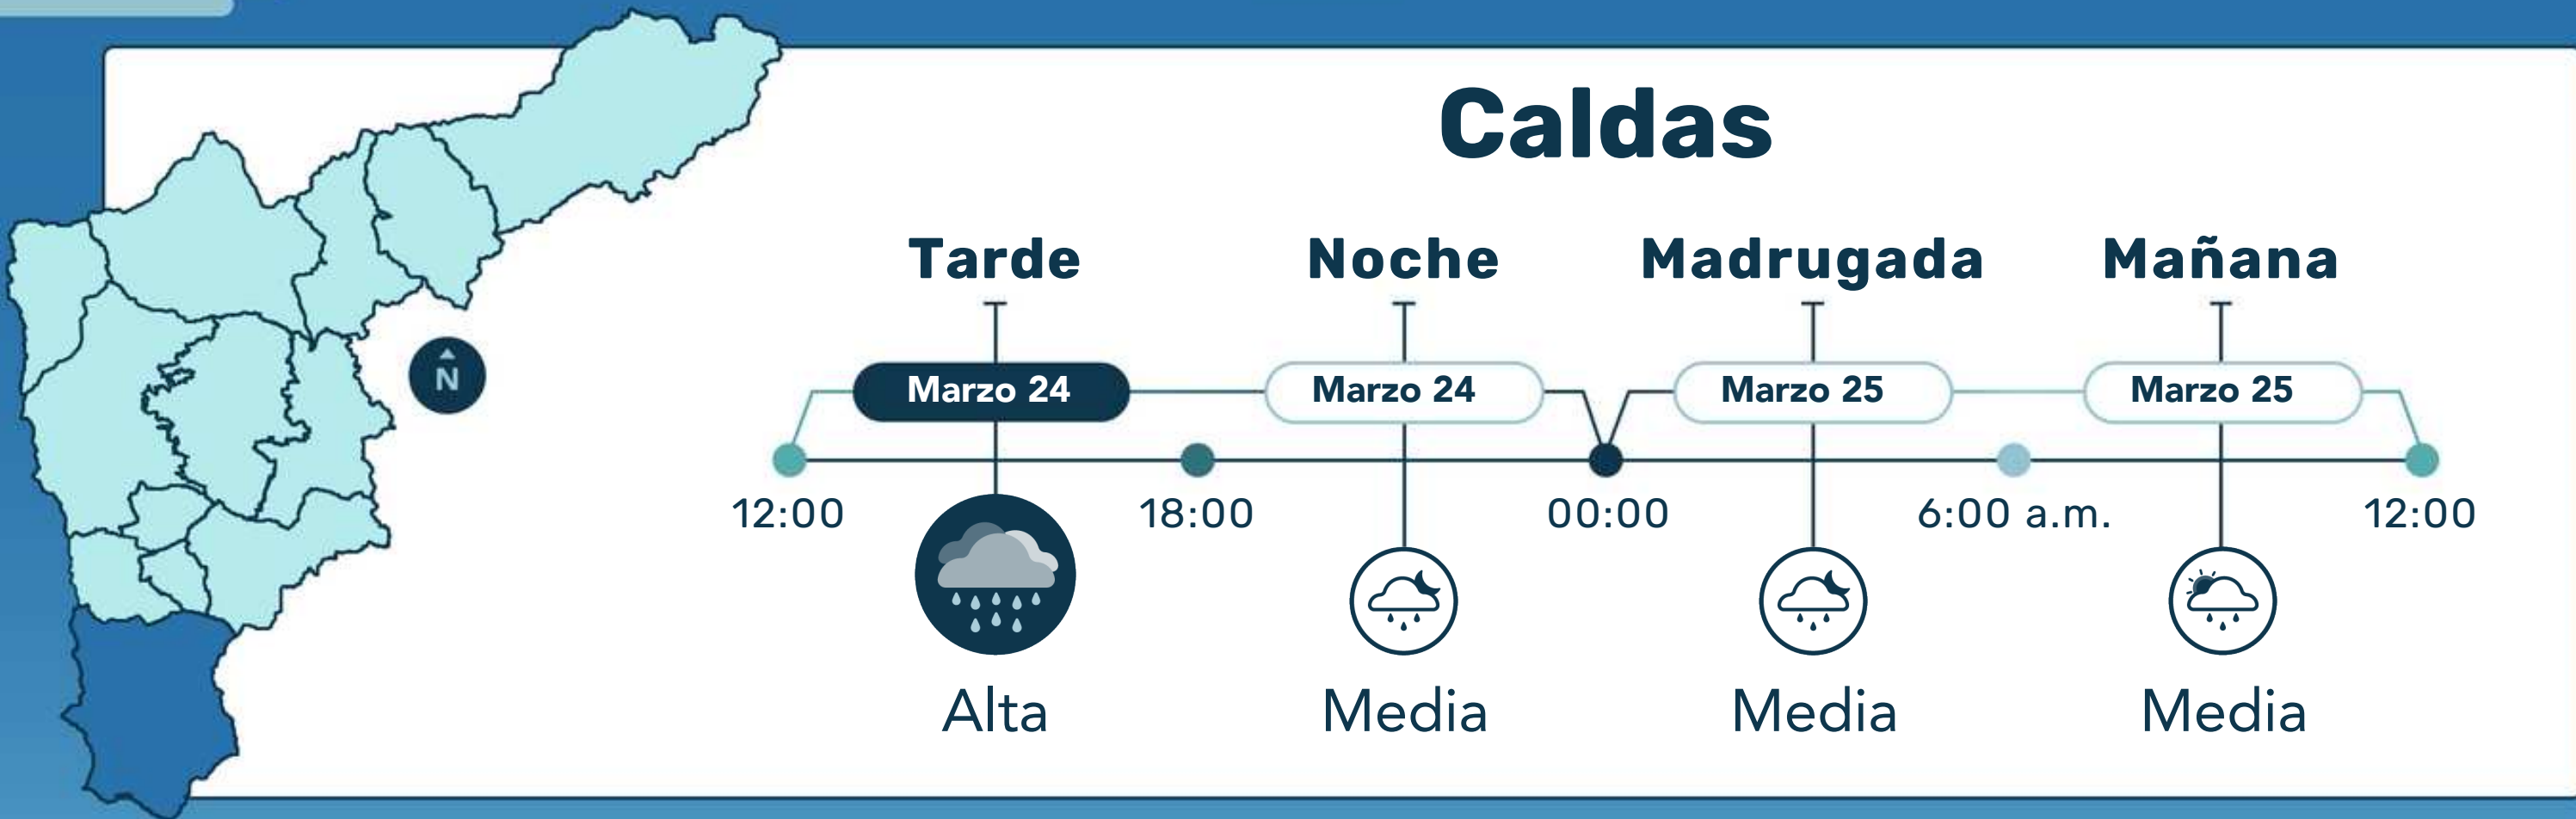 Caldas
Tarde Noche Madrugada Mañana
Marzo 24 Marzo 24 Marzo 25 Marzo 25
N
12:00 18:00 00:00 6:00 a.m. 12:00
Alta Media Media Media